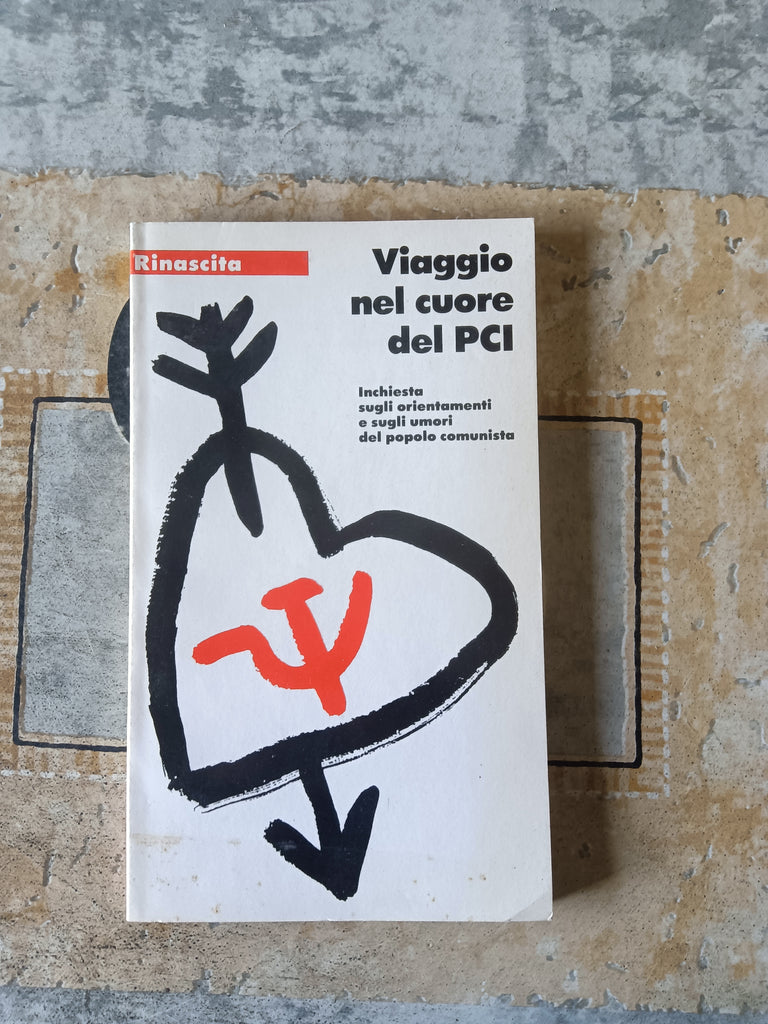 Rinascita
Viaggio
nel cuore
del PCI
Inchiesta
sugli orientamenti
e sugli umori
del popolo comunista